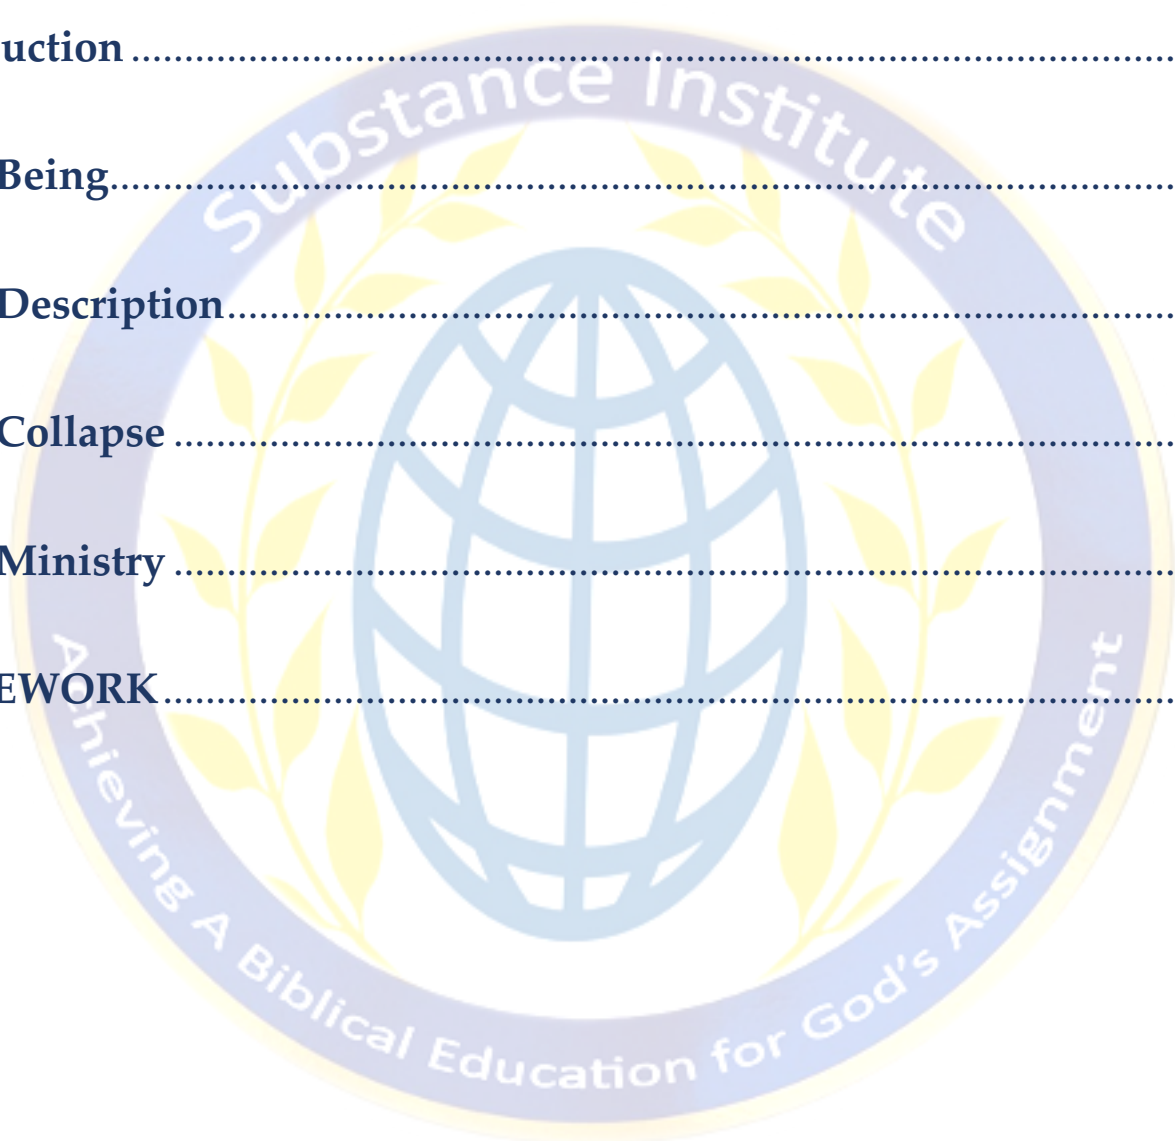 uction ........................................................................
Being........................................................................
Description........................................................................
Collapse ........................................................................
Ministry ........................................................................
EWORK ........................................................................
Substance Institute
Achieving A Biblical Education for God's Assignment